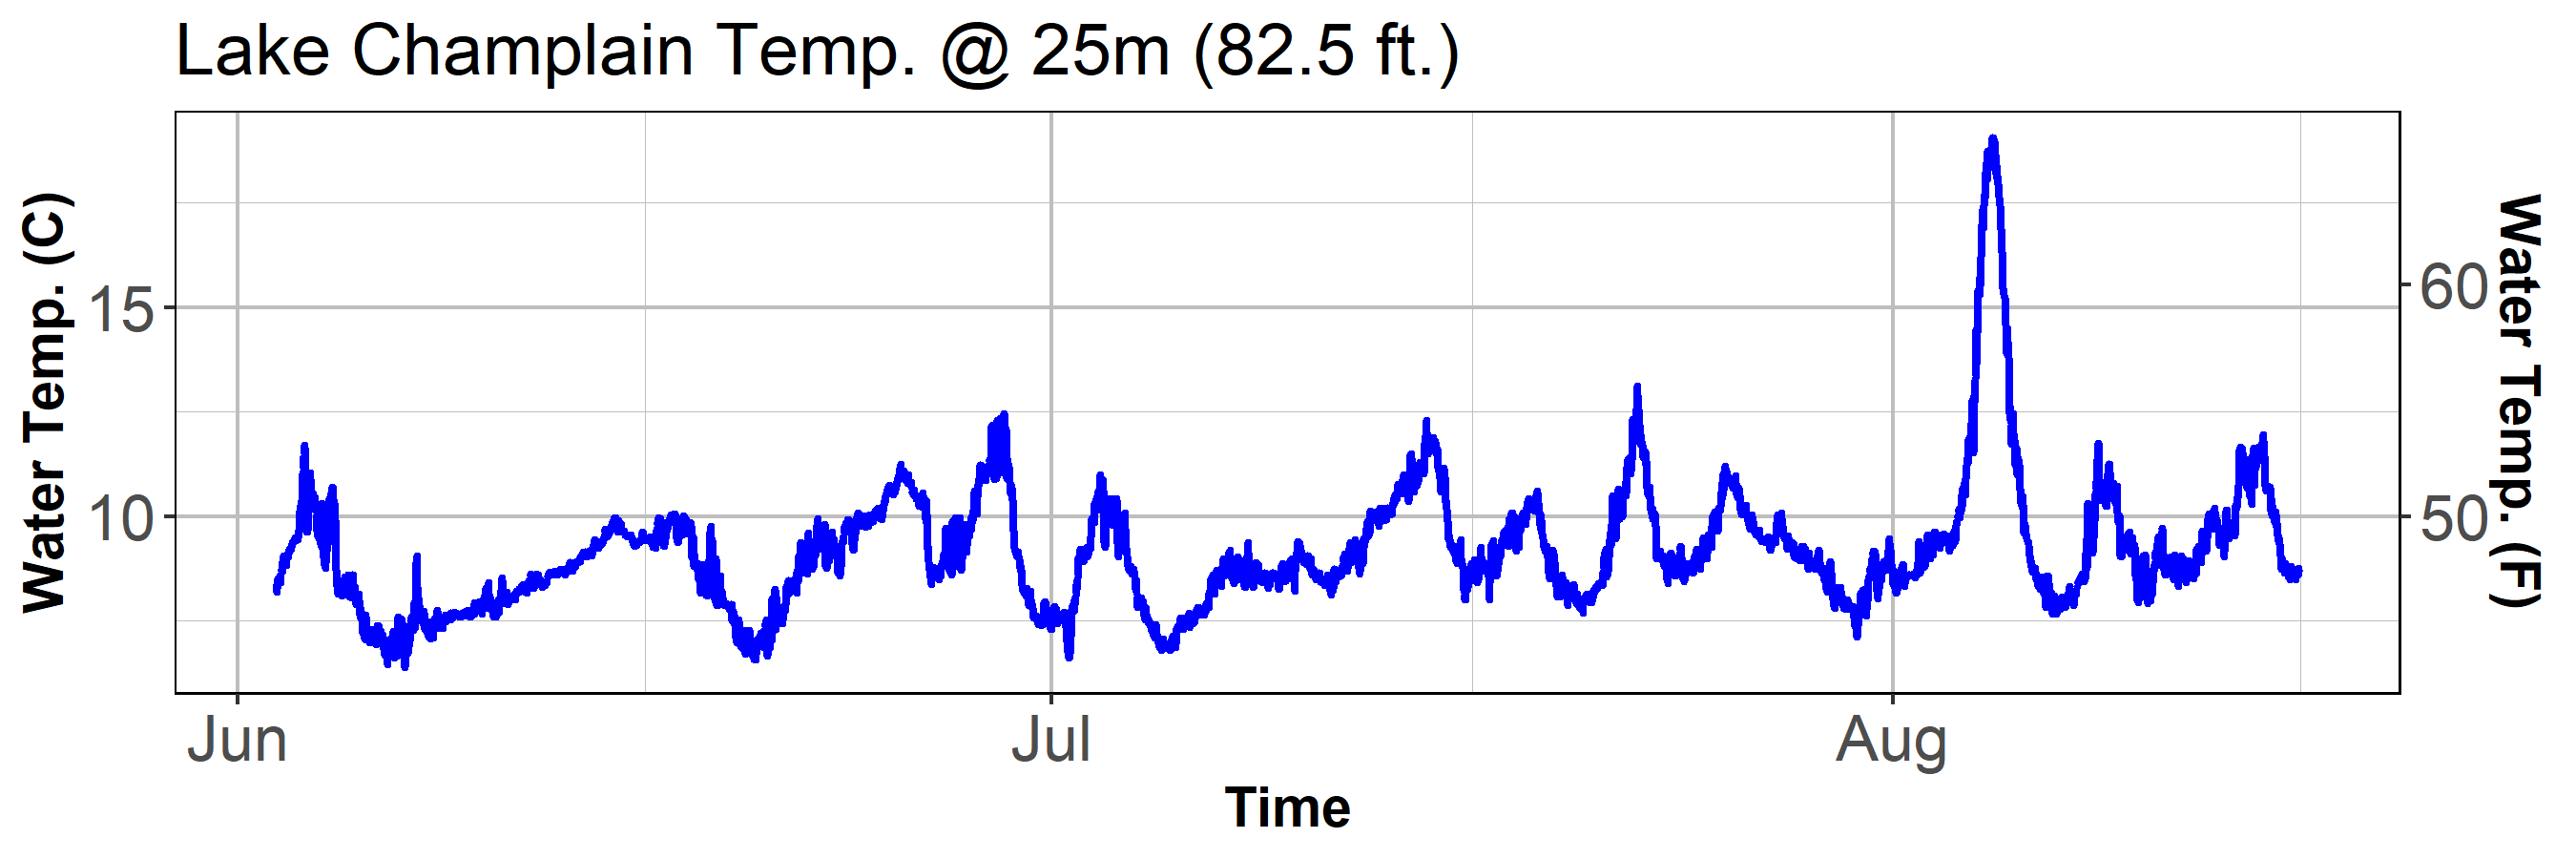 Lake Champlain Temp. @ 25m (82.5 ft.)
Water Temp. (C)
15
10
60
50
Water Temp. (F)
Jun
Jul
Aug
Time